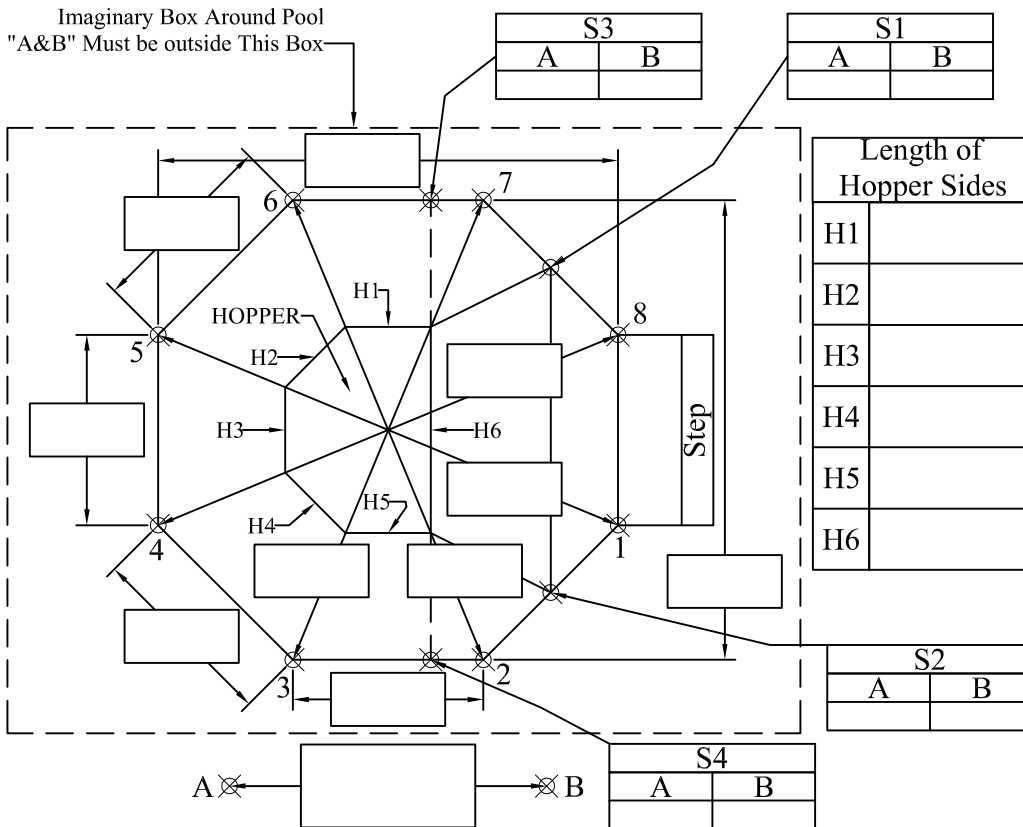 Imaginary Box Around Pool
"A&B" Must be outside This Box
S3
A B
S1
A B
Length of
Hopper Sides
H1
H2
H3
H4
H5
H6
6
7
8
5
H1
HOPPER
H2
H3
H6
Step
H5
H4
4
1
3
2
S2
A B
S4
A B
A
B